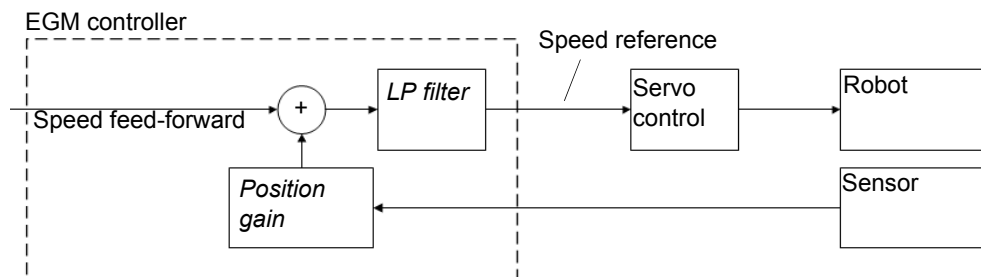 EGM controller
Speed reference
LP filter
Servo
control
Robot
+
Speed feed-forward
Position
gain
Sensor